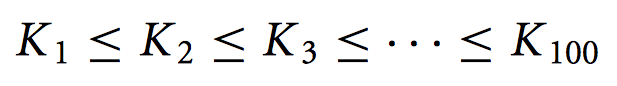 K₁ ≤ K₂ ≤ K₃ ≤ ⋯ ≤ K₁₀₀